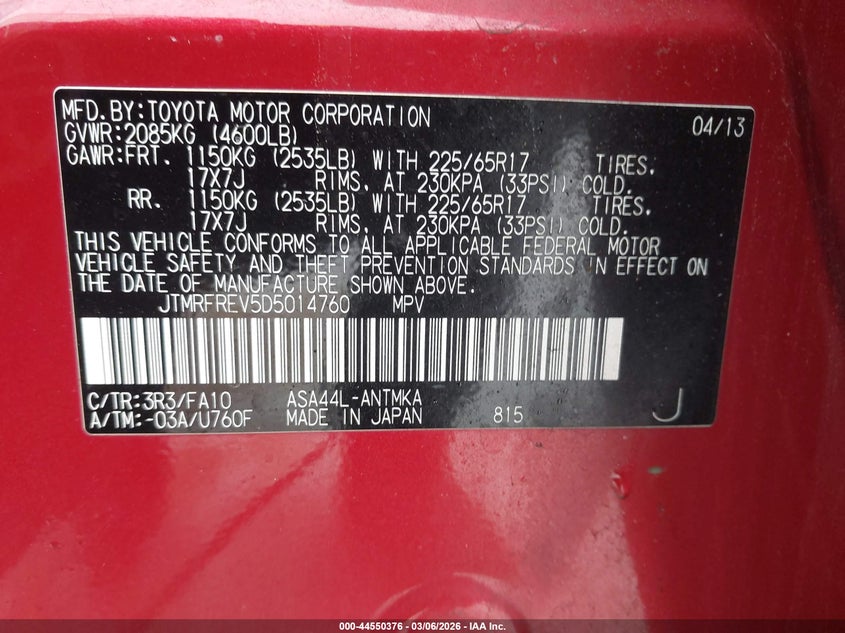 MFD.BY:TOYOTA MOTOR CORPORATION 04/13
GVWR:2085KG (4600LB)
GAWR:FRT. 1150KG (2535LB) WITH 225/65R17 TIRES.
17X7J RIMS, AT 230KPA (33PSI) COLD.
RR. 1150KG (2535LB) WITH 225/65R17 TIRES,
17X7J RIMS, AT 230KPA (33PSI) COLD.
THIS VEHICLE CONFORMS TO ALL APPLICABLE FEDERAL MOTOR
VEHICLE SAFETY AND THEFT PREVENTION STANDARDS IN EFFECT ON
THE DATE OF MANUFACTURE SHOWN ABOVE.
JTMRFREV5D5014760 MPV
C/TR:3R3/FA10 ASA44L-ANTMKA
A/TM:-03A/U760F MADE IN JAPAN 815 J
000-44550376 - 03/06/2026 - IAA Inc.